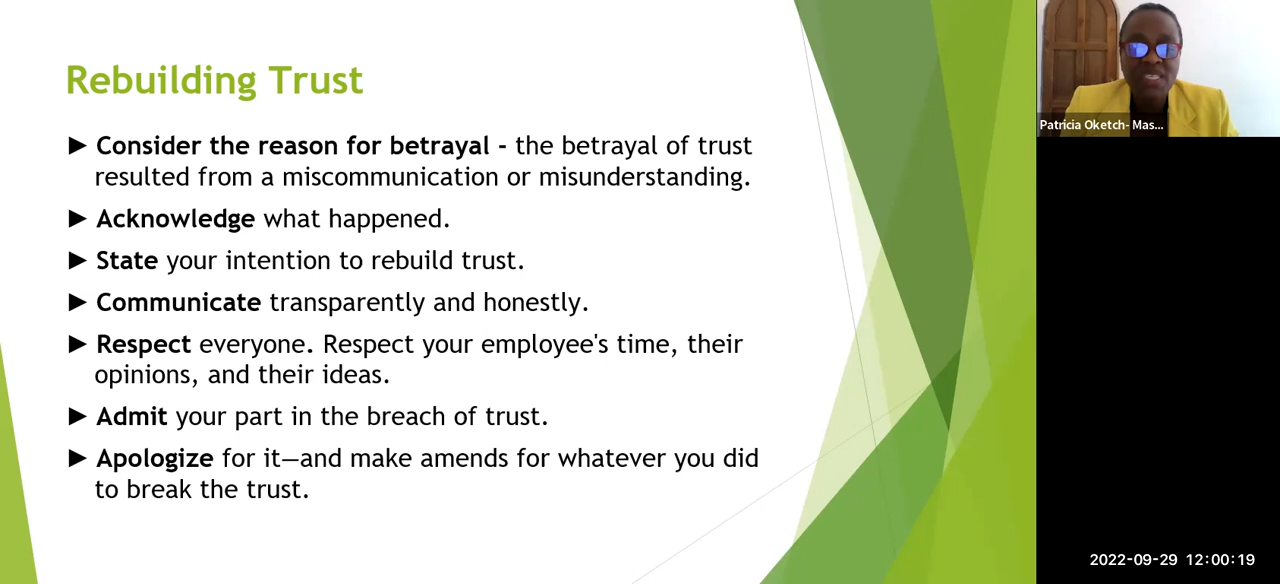 Rebuilding Trust
► Consider the reason for betrayal - the betrayal of trust
resulted from a miscommunication or misunderstanding.
► Acknowledge what happened.
► State your intention to rebuild trust.
► Communicate transparently and honestly.
► Respect everyone. Respect your employee's time, their
opinions, and their ideas.
► Admit your part in the breach of trust.
► Apologize for it—and make amends for whatever you did
to break the trust.
Patricia Oketch- Mas...
2022-09-29 12:00:19